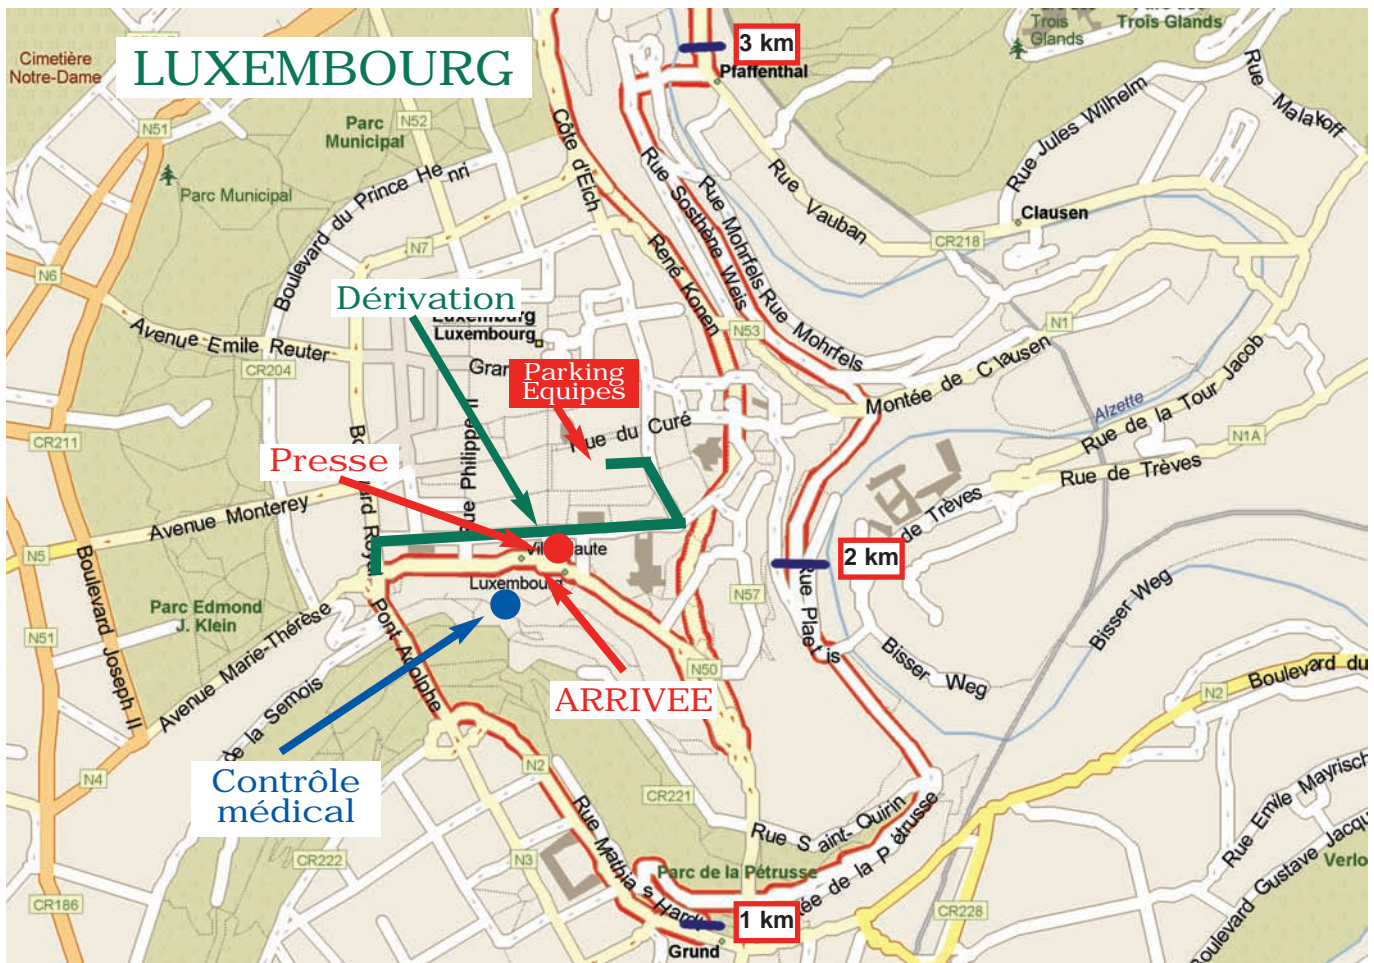 LUXEMBOURG
Cimetière
Notre-Dame
N51
Parc
Municipal
N52
Parc Municipal
Boulevard du Prince Henri
N7
N6
Côte d'Eich
3 km
Pfaffenthal
Trois
Glands
Trois Glands
Rue Malakoff
Rue Jules Wilhelm
Rue Vauban
Clausen
CR218
Rue Sosthène Weis
Rue Mohrfels
Rue Mohrfels
René Konen
N53
N1
Montée de Clausen
Dérivation
Luxemburg
Luxembourg
Avenue Emile Reuter
CR204
Parking
Equipes
Rue du Curé
Alzette
Rue de la Tour Jacob
N1A
Rue de Trèves
de Trèves
CR211
Presse
Rue Philippe II
Avenue Monterey
N5
Boulevard Joseph II
2 km
Luxembourg
Parc Edmond
J. Klein
Avenue Marie-Thérèse
N51
Pont Adolphe
N57
Rue Plaetis
Bisser Weg
Bisser Weg
N50
ARRIVEE
N2
Boulevard du
de la Semois
N4
Contrôle
médical
N2
CR221
Rue Saint-Quirin
Rue Emile Mayrisch
CR222
N3
Rue Mathias Hardt
Parc de la Pétrusse
tée de la Pétrusse
Boulevard Gustave Jacqu
Verlo
CR186
1 km
CR228
Grund